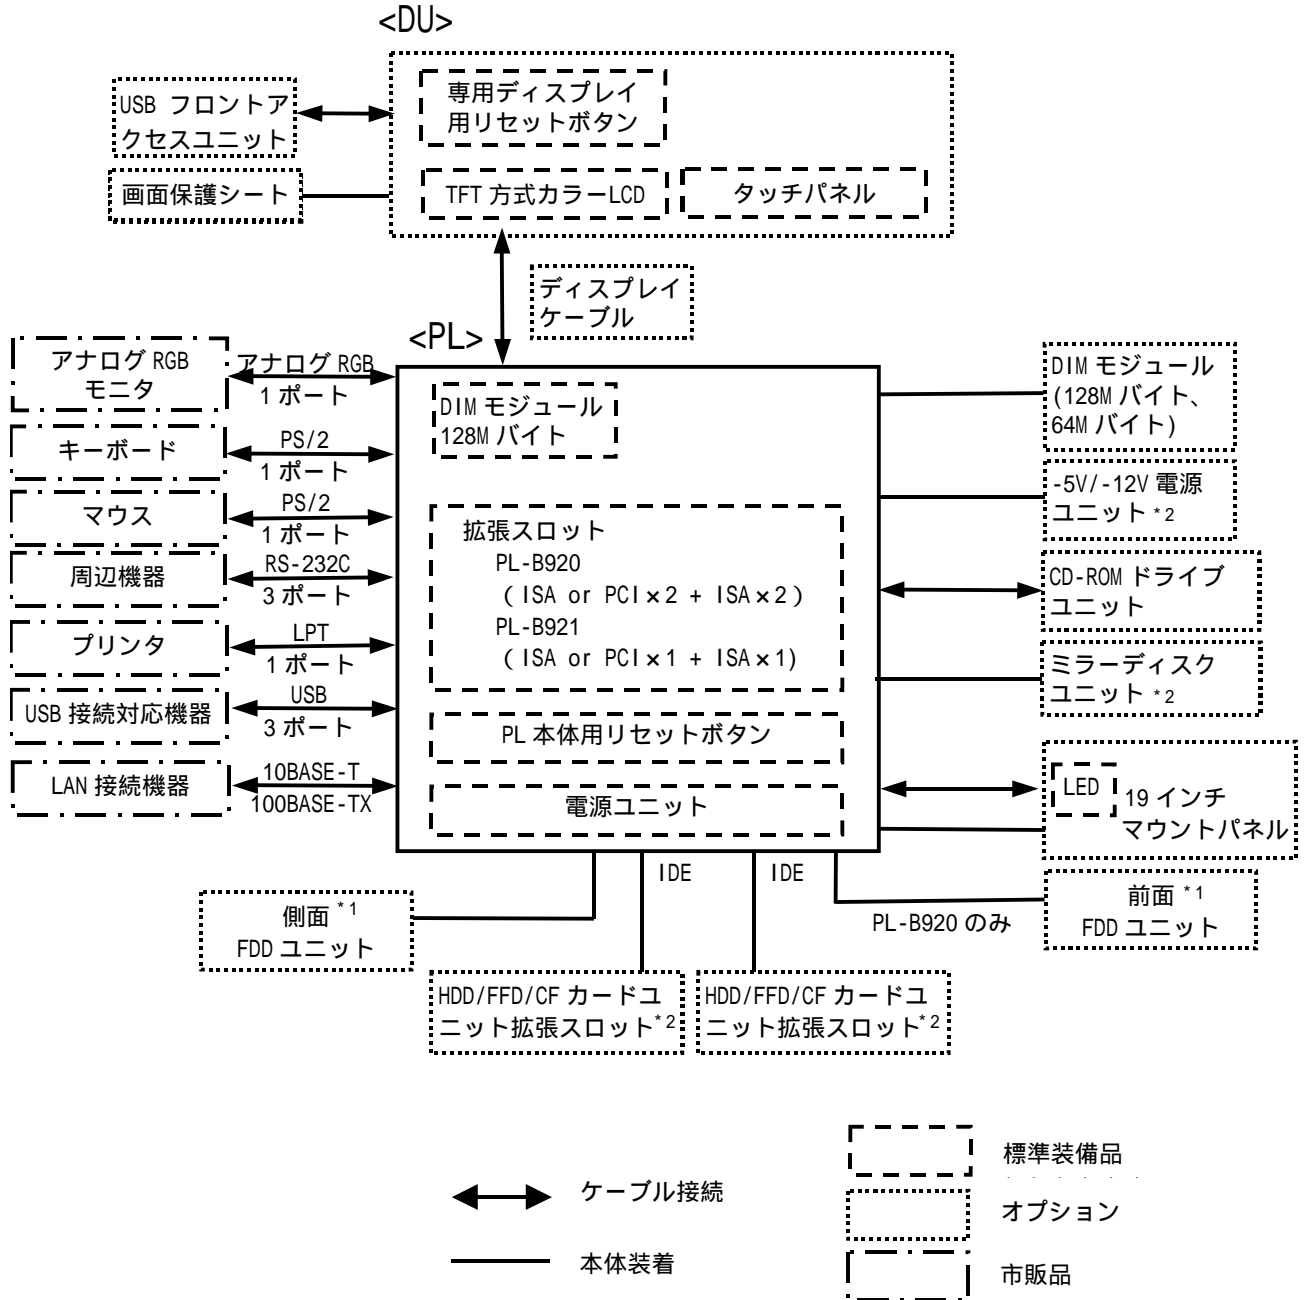 <DU>
専用ディスプレイ
用リセットボタン
USB フロントア
クセスユニット
画面保護シート
TFT 方式カラーLCD
タッチパネル
ディスプレイ
ケーブル
<PL>
アナログ RGB
モニタ
アナログ RGB
1 ポート
キーボード
PS/2
1 ポート
マウス
PS/2
1 ポート
周辺機器
RS-232C
3 ポート
プリンタ
LPT
1 ポート
USB 接続対応機器
USB
3 ポート
LAN 接続機器
10BASE-T
100BASE-TX
DIM モジュール
128M バイト
拡張スロット
PL-B920
(ISA or PCI×2 + ISA×2)
PL-B921
(ISA or PCI×1 + ISA×1)
PL 本体用リセットボタン
電源ユニット
DIM モジュール
(128M バイト、
64M バイト)
-5V/-12V 電源
ユニット *2
CD-ROM ドライブ
ユニット
ミラーディスク
ユニット *2
LED
19 インチ
マウントパネル
IDE
IDE
側面 *1
FDD ユニット
PL-B920 のみ
前面 *1
FDD ユニット
HDD/FFD/CF カードユ
ニット拡張スロット*2
HDD/FFD/CF カードユ
ニット拡張スロット*2
ケーブル接続
本体装着
標準装備品
オプション
市販品